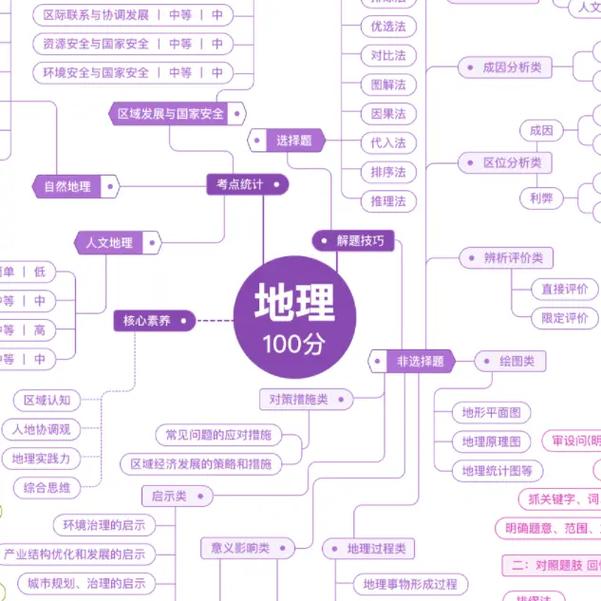 区际联系与协调发展 | 中等 | 中
资源安全与国家安全 | 中等 | 中
环境安全与国家安全 | 中等 | 中
区域发展与国家安全
自然地理
考点统计
人文地理
单 | 低
中等 | 中
中等 | 高
中等 | 中
核心素养
区域认知
人地协调观
地理实践力
综合思维
地理
100分
解题技巧
选择题
优选法
对比法
图解法
因果法
代入法
排序法
推理法
非选择题
人文
成因分析类
区位分析类
成因
利弊
辨析评价类
直接评价
限定评价
绘图类
地形平面图
地理原理图
地理统计图等
对策措施类
常见问题的应对措施
区域经济发展的策略和措施
启示类
环境治理的启示
产业结构优化和发展的启示
城市规划、治理的启示
意义影响类
地理过程类
地理事物形成过程
审设问(明
抓关键字、词
明确题意、范围、
二：对照题肢 回